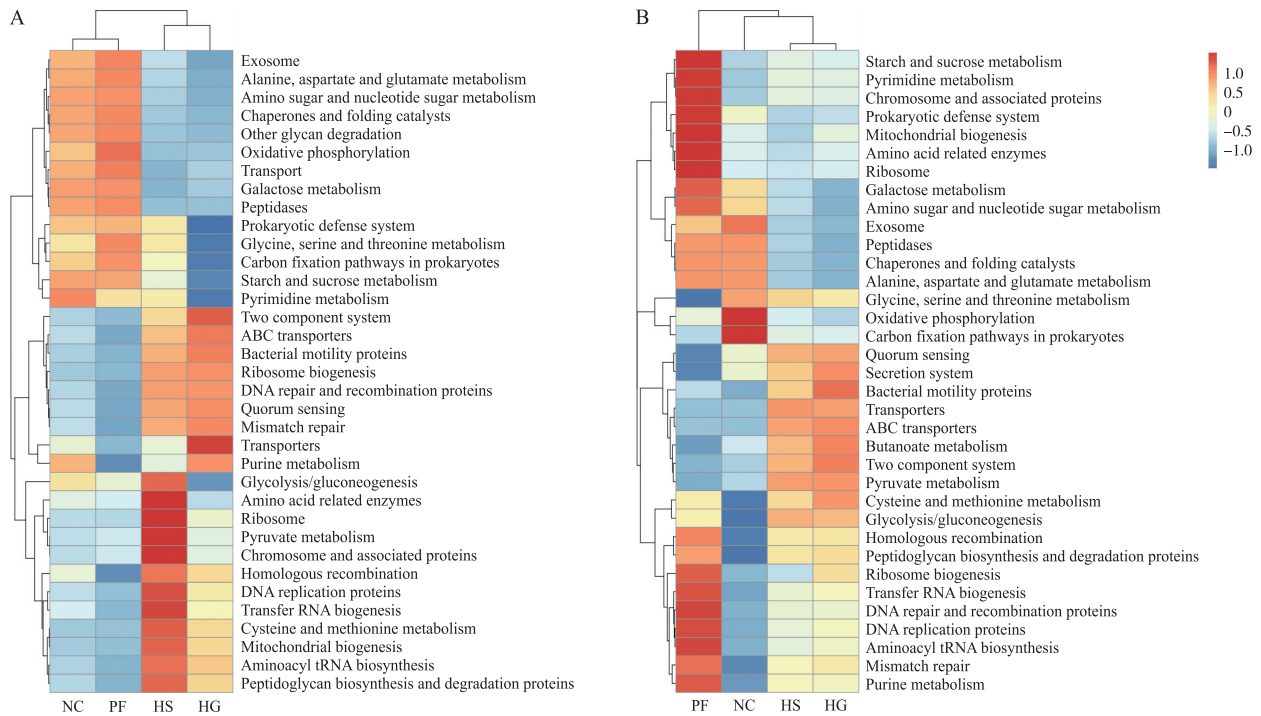 A
Exosome
Alanine, aspartate and glutamate metabolism
Amino sugar and nucleotide sugar metabolism
Chaperones and folding catalysts
Other glycan degradation
Oxidative phosphorylation
Transport
Galactose metabolism
Peptidases
Prokaryotic defense system
Glycine, serine and threonine metabolism
Carbon fixation pathways in prokaryotes
Starch and sucrose metabolism
Pyrimidine metabolism
Two component system
ABC transporters
Bacterial motility proteins
Ribosome biogenesis
DNA repair and recombination proteins
Quorum sensing
Mismatch repair
Transporters
Purine metabolism
Glycolysis/gluconeogenesis
Amino acid related enzymes
Ribosome
Pyruvate metabolism
Chromosome and associated proteins
Homologous recombination
DNA replication proteins
Transfer RNA biogenesis
Cysteine and methionine metabolism
Mitochondrial biogenesis
Aminoacyl tRNA biosynthesis
Peptidoglycan biosynthesis and degradation proteins
NC PF HS HG
B
Starch and sucrose metabolism
Pyrimidine metabolism
Chromosome and associated proteins
Prokaryotic defense system
Mitochondrial biogenesis
Amino acid related enzymes
Ribosome
Galactose metabolism
Amino sugar and nucleotide sugar metabolism
Exosome
Peptidases
Chaperones and folding catalysts
Alanine, aspartate and glutamate metabolism
Glycine, serine and threonine metabolism
Oxidative phosphorylation
Carbon fixation pathways in prokaryotes
Quorum sensing
Secretion system
Bacterial motility proteins
Transporters
ABC transporters
Butanoate metabolism
Two component system
Pyruvate metabolism
Cysteine and methionine metabolism
Glycolysis/gluconeogenesis
Homologous recombination
Peptidoglycan biosynthesis and degradation proteins
Ribosome biogenesis
Transfer RNA biogenesis
DNA repair and recombination proteins
DNA replication proteins
Aminoacyl tRNA biosynthesis
Mismatch repair
Purine metabolism
PF NC HS HG
1.0
0.5
0
−0.5
−1.0